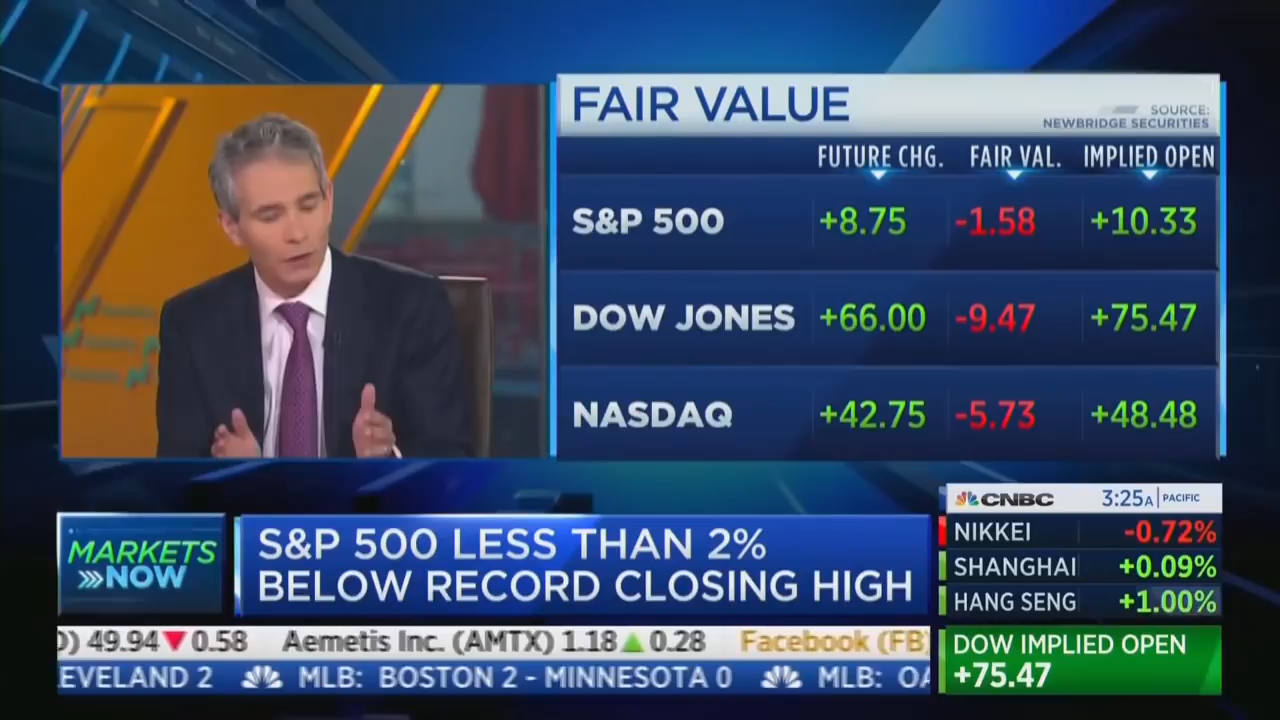 FAIR VALUE
SOURCE:
NEWBRIDGE SECURITIES
FUTURE CHG. FAIR VAL. IMPLIED OPEN
S&P 500 +8.75 -1.58 +10.33
DOW JONES +66.00 -9.47 +75.47
NASDAQ +42.75 -5.73 +48.48
MARKETS
NOW
S&P 500 LESS THAN 2%
BELOW RECORD CLOSING HIGH
CNBC 3:25A PACIFIC
NIKKEI -0.72%
SHANGHAI +0.09%
HANG SENG +1.00%
DOW IMPLIED OPEN
+75.47
) 49.94 ▼ 0.58 Aemetis Inc. (AMTX) 1.18 ▲ 0.28 Facebook (FB)
EVELAND 2 MLB: BOSTON 2 - MINNESOTA 0 MLB: OA